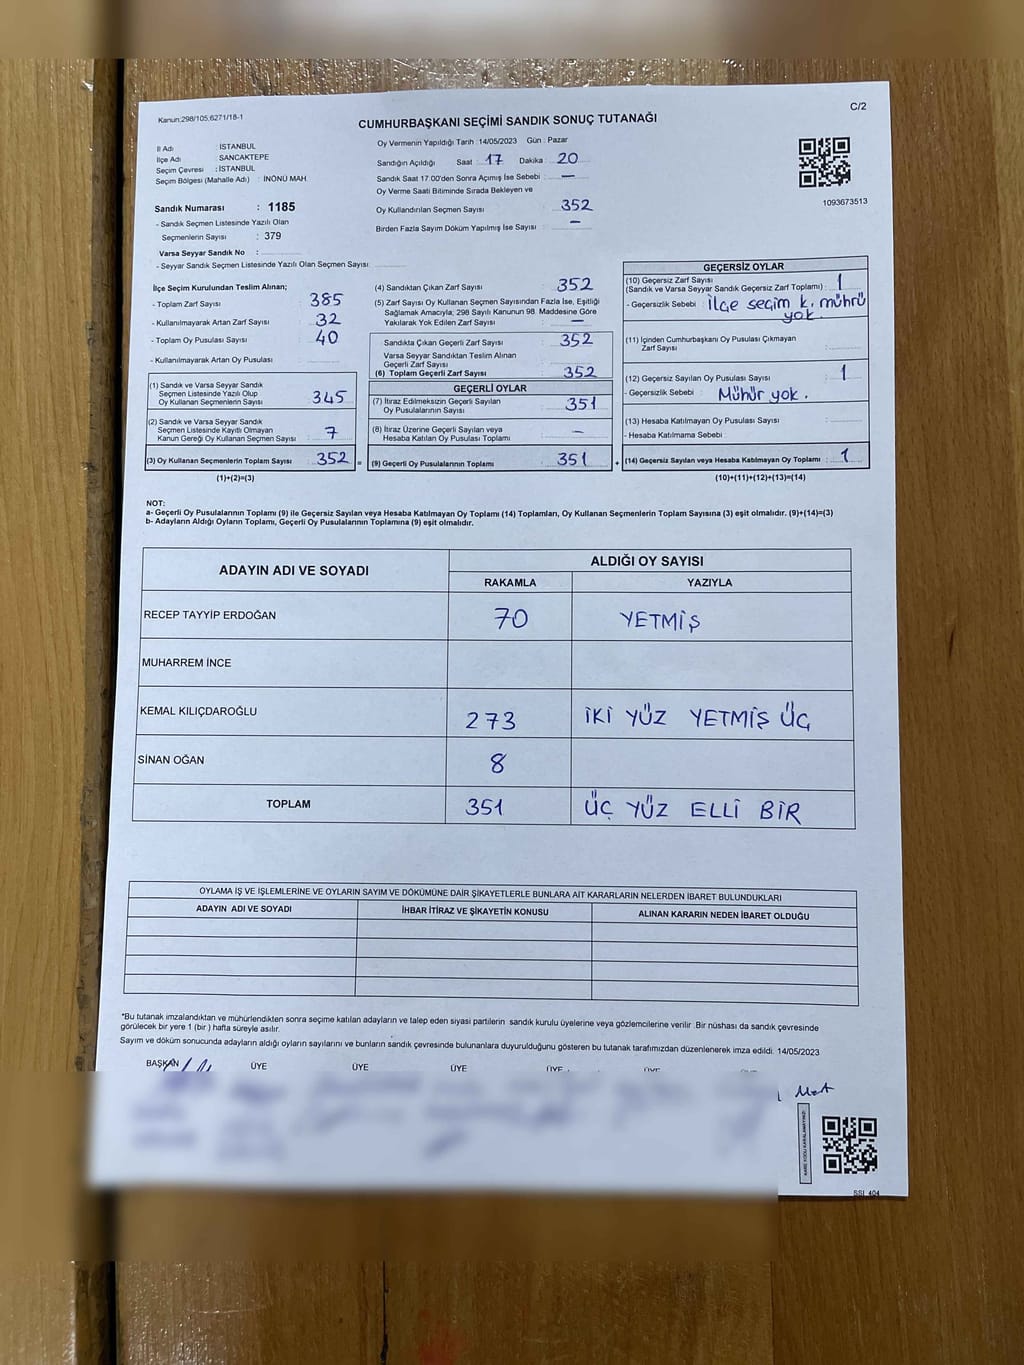 Kanun:298/105;6271/18-1
C/2
CUMHURBAŞKANI SEÇİMİ SANDIK SONUÇ TUTANAĞI
İl Adı : İSTANBUL
İlçe Adı : SANCAKTEPE
Seçim Çevresi : İSTANBUL
Seçim Bölgesi (Mahalle Adı) : İNÖNÜ MAH.
Sandık Numarası : 1185
- Sandık Seçmen Listesinde Yazılı Olan
Seçmenlerin Sayısı : 379
Varsa Seyyar Sandık No :
- Seyyar Sandık Seçmen Listesinde Yazılı Olan Seçmen Sayısı
Oy Vermenin Yapıldığı Tarih :14/05/2023 Gün : Pazar
Sandığın Açıldığı Saat : 17 Dakika : 20
Sandık Saat 17:00'den Sonra Açımış İse Sebebi : —
Oy Verme Saati Bitiminde Sırada Bekleyen ve
Oy Kullandırılan Seçmen Sayısı 352
Birden Fazla Sayım Döküm Yapılmış İse Sayısı : —
1093673513
İlçe Seçim Kurulundan Teslim Alınan;
- Toplam Zarf Sayısı : 385
- Kullanılmayarak Artan Zarf Sayısı : 32
- Toplam Oy Pusulası Sayısı : 40
- Kullanılmayarak Artan Oy Pusulası :
(1) Sandık ve Varsa Seyyar Sandık
Seçmen Listesinde Yazılı Olup
Oy Kullanan Seçmenlerin Sayısı : 345
(2) Sandık ve Varsa Seyyar Sandık
Seçmen Listesinde Kayıtlı Olmayan
Kanun Gereği Oy Kullanan Seçmen Sayısı : 7
(3) Oy Kullanan Seçmenlerin Toplam Sayısı : 352 =
(1)+(2)=(3)
(4) Sandıktan Çıkan Zarf Sayısı : 352
(5) Zarf Sayısı Oy Kullanan Seçmen Sayısından Fazla İse, Eşitliği
Sağlamak Amacıyla; 298 Sayılı Kanunun 98. Maddesine Göre
Yakılarak Yok Edilen Zarf Sayısı : —
Sandıkta Çıkan Geçerli Zarf Sayısı : 352
Varsa Seyyar Sandıktan Teslim Alınan
Geçerli Zarf Sayısı :
(6) Toplam Geçerli Zarf Sayısı : 352
GEÇERLİ OYLAR
(7) İtiraz Edilmeksizin Geçerli Sayılan
Oy Pusulalarının Sayısı : 351
(8) İtiraz Üzerine Geçerli Sayılan veya
Hesaba Katılan Oy Pusulası Toplamı : —
(9) Geçerli Oy Pusulalarının Toplamı : 351 +
GEÇERSİZ OYLAR
(10) Geçersiz Zarf Sayısı
(Sandık ve Varsa Seyyar Sandık Geçersiz Zarf Toplamı) : 1
- Geçersizlik Sebebi : İlçe seçim k. mührü
yok.
(11) İçinden Cumhurbaşkanı Oy Pusulası Çıkmayan
Zarf Sayısı :
(12) Geçersiz Sayılan Oy Pusulası Sayısı : 1
- Geçersizlik Sebebi : Mühür yok.
(13) Hesaba Katılmayan Oy Pusulası Sayısı :
- Hesaba Katılmama Sebebi :
(14) Geçersiz Sayılan veya Hesaba Katılmayan Oy Toplamı : 1
(10)+(11)+(12)+(13)=(14)
NOT:
a- Geçerli Oy Pusulalarının Toplamı (9) ile Geçersiz Sayılan veya Hesaba Katılmayan Oy Toplamı (14) Toplamları, Oy Kullanan Seçmenlerin Toplam Sayısına (3) eşit olmalıdır. (9)+(14)=(3)
b- Adayların Aldığı Oyların Toplamı, Geçerli Oy Pusulalarının Toplamına (9) eşit olmalıdır.
ADAYIN ADI VE SOYADI
ALDIĞI OY SAYISI
RAKAMLA YAZIYLA
RECEP TAYYİP ERDOĞAN 70 YETMİŞ
MUHARREM İNCE
KEMAL KILIÇDAROĞLU 273 İKİ YÜZ YETMİŞ ÜÇ
SİNAN OĞAN 8
TOPLAM 351 ÜÇ YÜZ ELLİ BİR
OYLAMA İŞ VE İŞLEMLERİNE VE OYLARIN SAYIM VE DÖKÜMÜNE DAİR ŞİKAYETLERLE BUNLARA AİT KARARLARIN NELERDEN İBARET BULUNDUKLARI
ADAYIN ADI VE SOYADI İHBAR İTİRAZ VE ŞİKAYETİN KONUSU ALINAN KARARIN NEDEN İBARET OLDUĞU
*Bu tutanak imzalandıktan ve mühürlendikten sonra seçime katılan adayların ve talep eden siyasi partilerin sandık kurulu üyelerine veya gözlemcilerine verilir .Bir nüshası da sandık çevresinde
görülecek bir yere 1 (bir ) hafta süreyle asılır.
Sayım ve döküm sonucunda adayların aldığı oyların sayılarını ve bunların sandık çevresinde bulunanlara duyurulduğunu gösteren bu tutanak tarafımızdan düzenlenerek imza edildi. 14/05/2023
BAŞKAN ÜYE ÜYE ÜYE ÜYE ÜYE ÜYE
KARE KODU KARALAMAYINIZ!
SSI_404